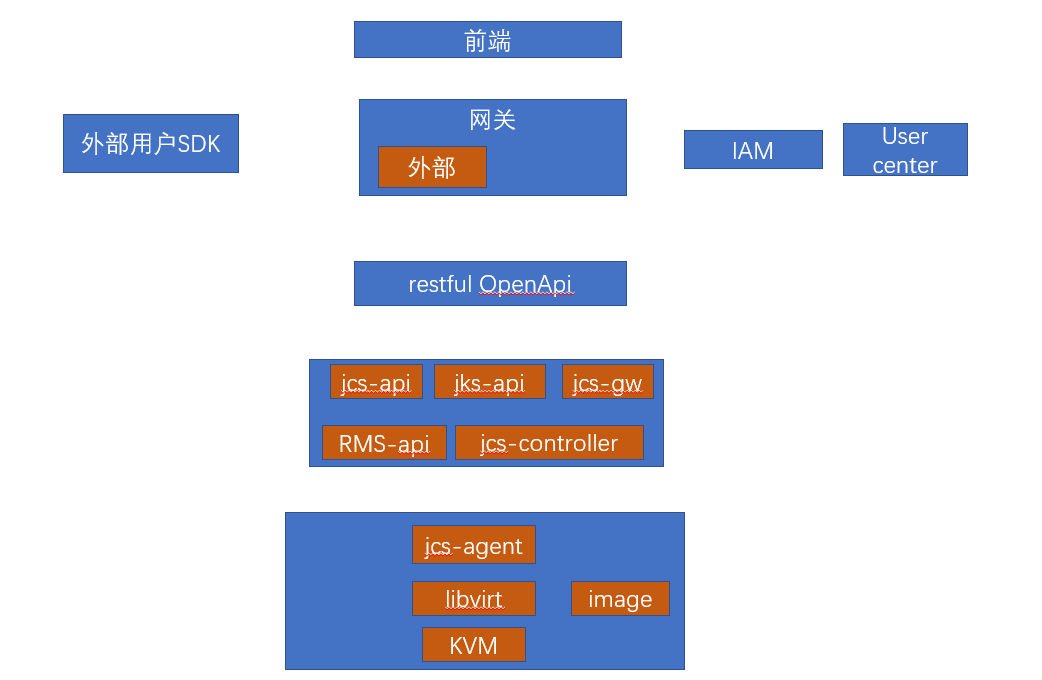 前端
外部用户SDK
网关
外部
IAM
User
center
restful OpenApi
jcs-api
jks-api
jcs-gw
RMS-api
jcs-controller
jcs-agent
libvirt
image
KVM